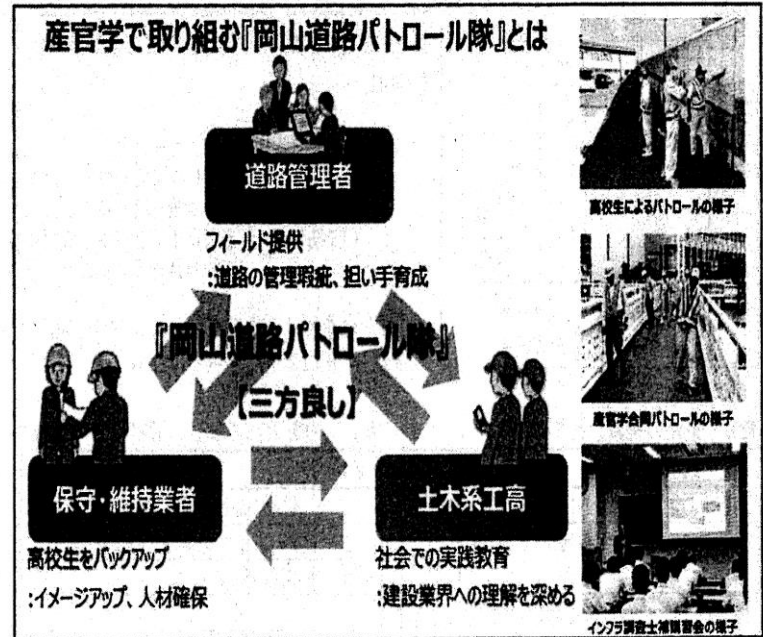 産官学で取り組む『岡山道路パトロール隊』とは
道路管理者
フィールド提供
:道路の管理瑕疵、担い手育成
『岡山道路パトロール隊』
【三方良し】
保守・維持業者
高校生をバックアップ
:イメージアップ、人材確保
土木系工高
社会での実践教育
:建設業界への理解を深める
高校生によるパトロールの様子
産官学合同パトロールの様子
インフラ調査士補講習会の様子